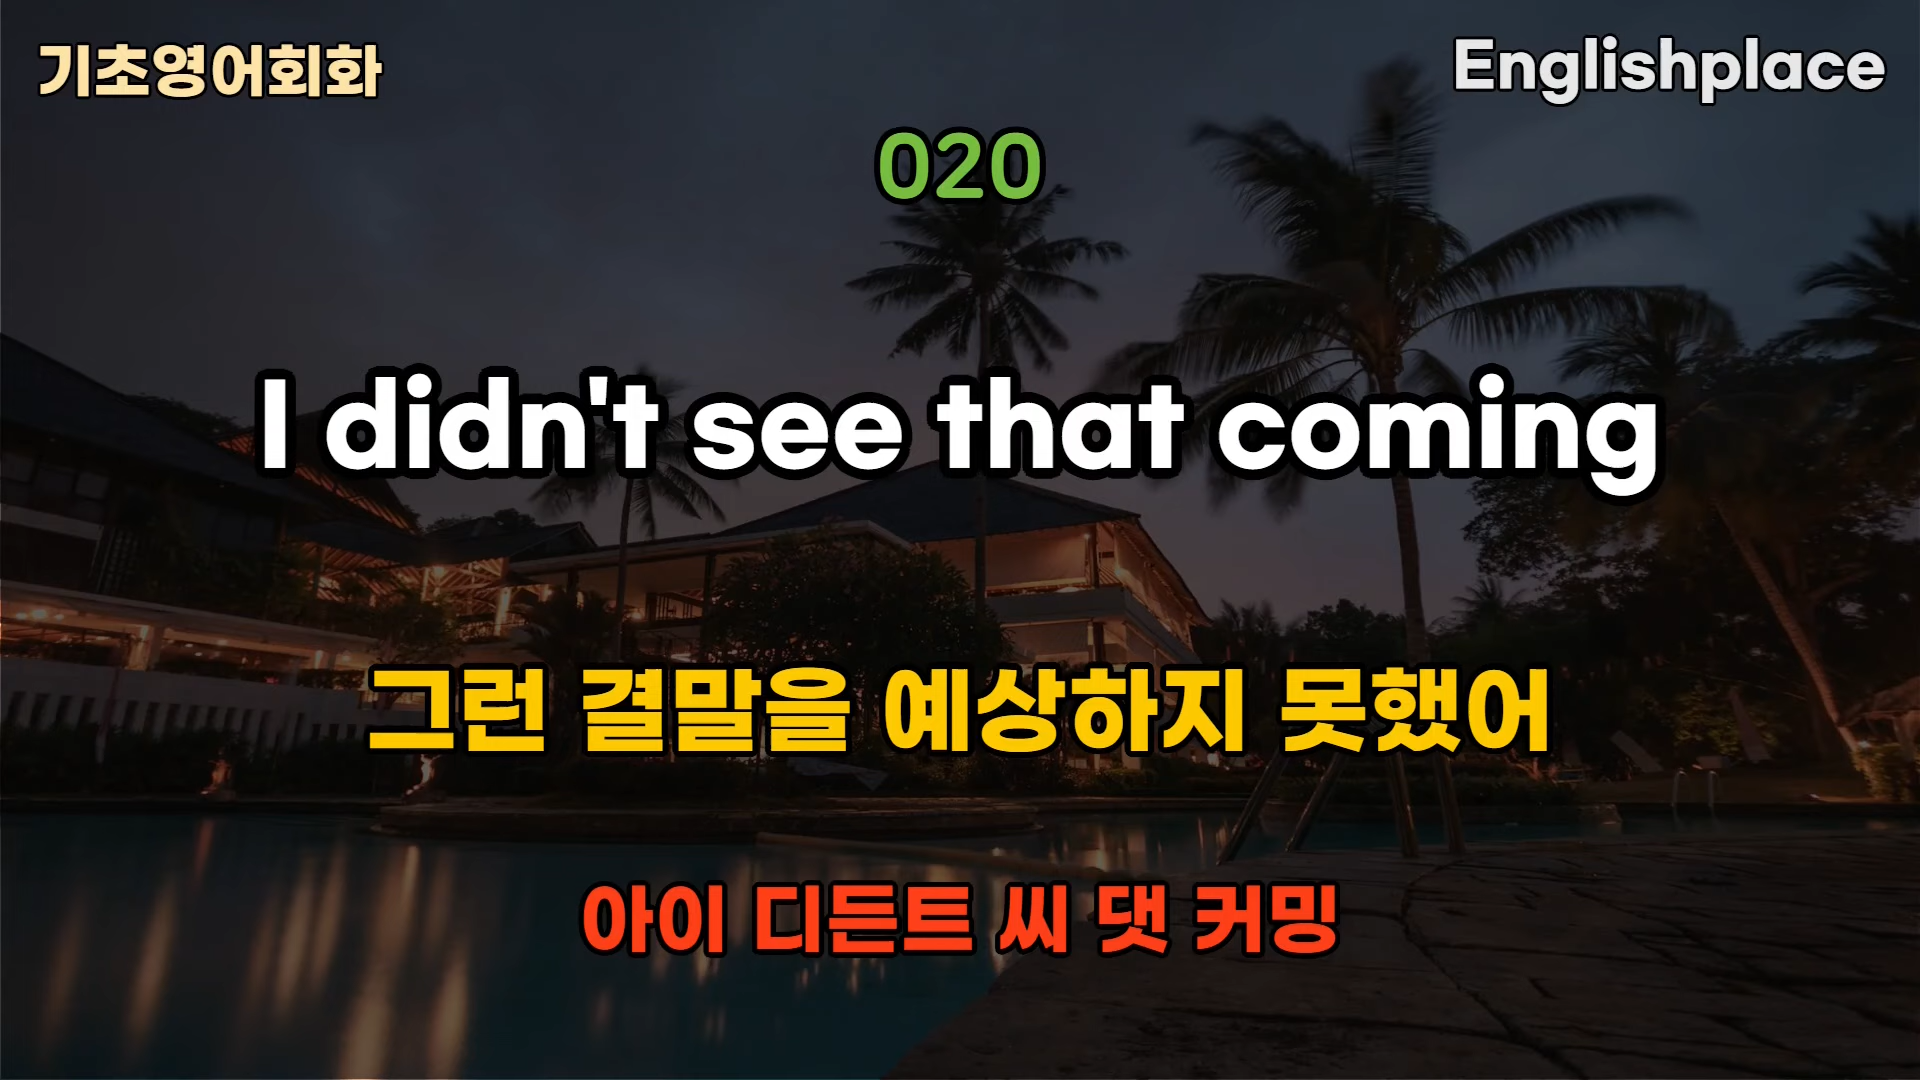 기초영어회화
Englishplace
020
I didn't see that coming
그런 결말을 예상하지 못했어
아이 디든트 씨 댓 커밍